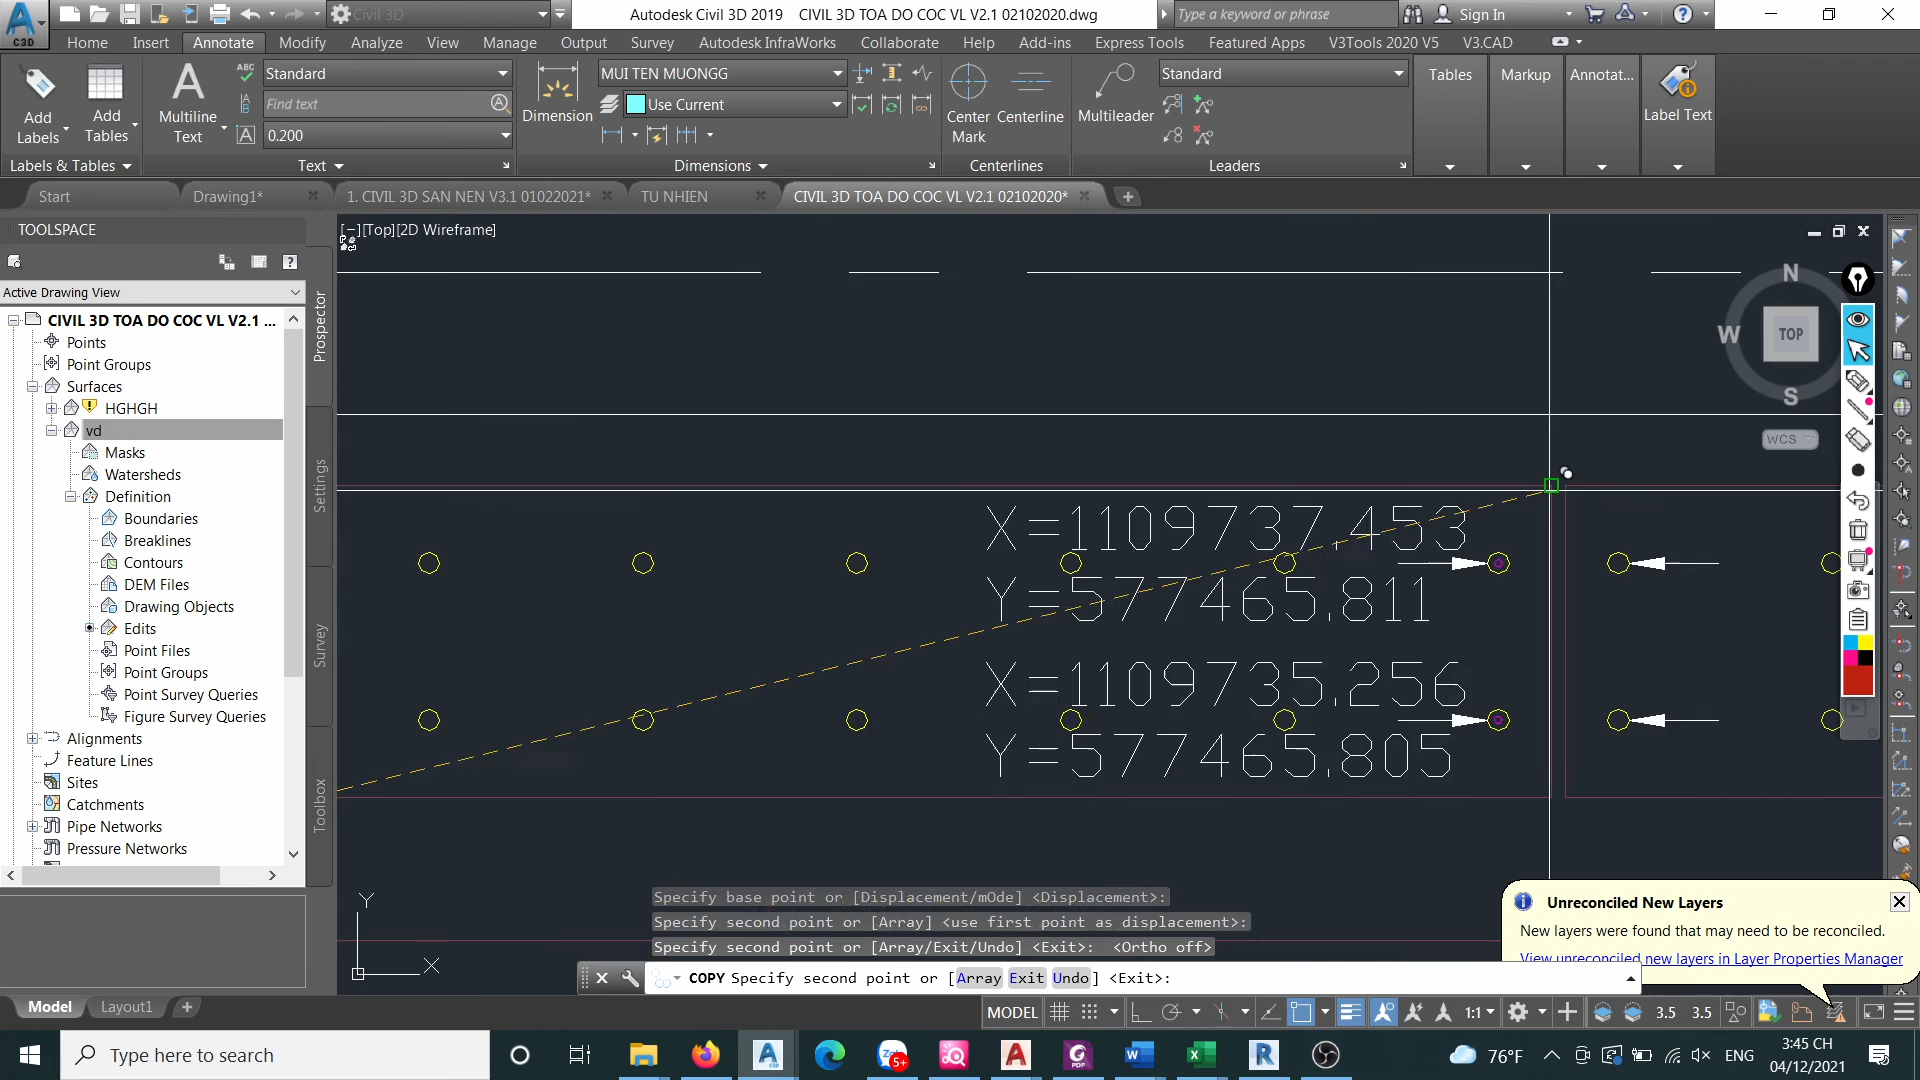 C3D
Civil 3D
Autodesk Civil 3D 2019 CIVIL 3D TOA DO COC VL V2.1 02102020.dwg
Type a keyword or phrase
Sign In
Home Insert Annotate Modify Analyze View Manage Output Survey Autodesk InfraWorks Collaborate Help Add-ins Express Tools Featured Apps V3Tools 2020 V5 V3.CAD
Add Labels
Add Tables
Labels & Tables
Multiline Text
ABC
Standard
Find text
0.200
Text
Dimension
MUI TEN MUONGG
Use Current
Dimensions
Center Mark
Centerline
Centerlines
Multileader
Standard
Leaders
Tables
Markup
Annotat...
Label Text
Start
Drawing1*
1. CIVIL 3D SAN NEN V3.1 01022021*
TU NHIEN
CIVIL 3D TOA DO COC VL V2.1 02102020*
TOOLSPACE
Active Drawing View
CIVIL 3D TOA DO COC VL V2.1 ...
Points
Point Groups
Surfaces
HGHGH
vd
Masks
Watersheds
Definition
Boundaries
Breaklines
Contours
DEM Files
Drawing Objects
Edits
Point Files
Point Groups
Point Survey Queries
Figure Survey Queries
Alignments
Feature Lines
Sites
Catchments
Pipe Networks
Pressure Networks
Prospector
Settings
Survey
Toolbox
[−][Top][2D Wireframe]
N
W
TOP
S
WCS
X=1109737.453
Y=577465.811
X=1109735.256
Y=577465.805
Y
X
Specify base point or [Displacement/mOde] <Displacement>:
Specify second point or [Array] <use first point as displacement>:
Specify second point or [Array/Exit/Undo] <Exit>: <Ortho off>
COPY Specify second point or [Array Exit Undo] <Exit>:
Unreconciled New Layers
New layers were found that may need to be reconciled.
View unreconciled new layers in Layer Properties Manager
Model
Layout1
MODEL
1:1
3.5
3.5
Type here to search
5+
76°F
ENG
3:45 CH
04/12/2021